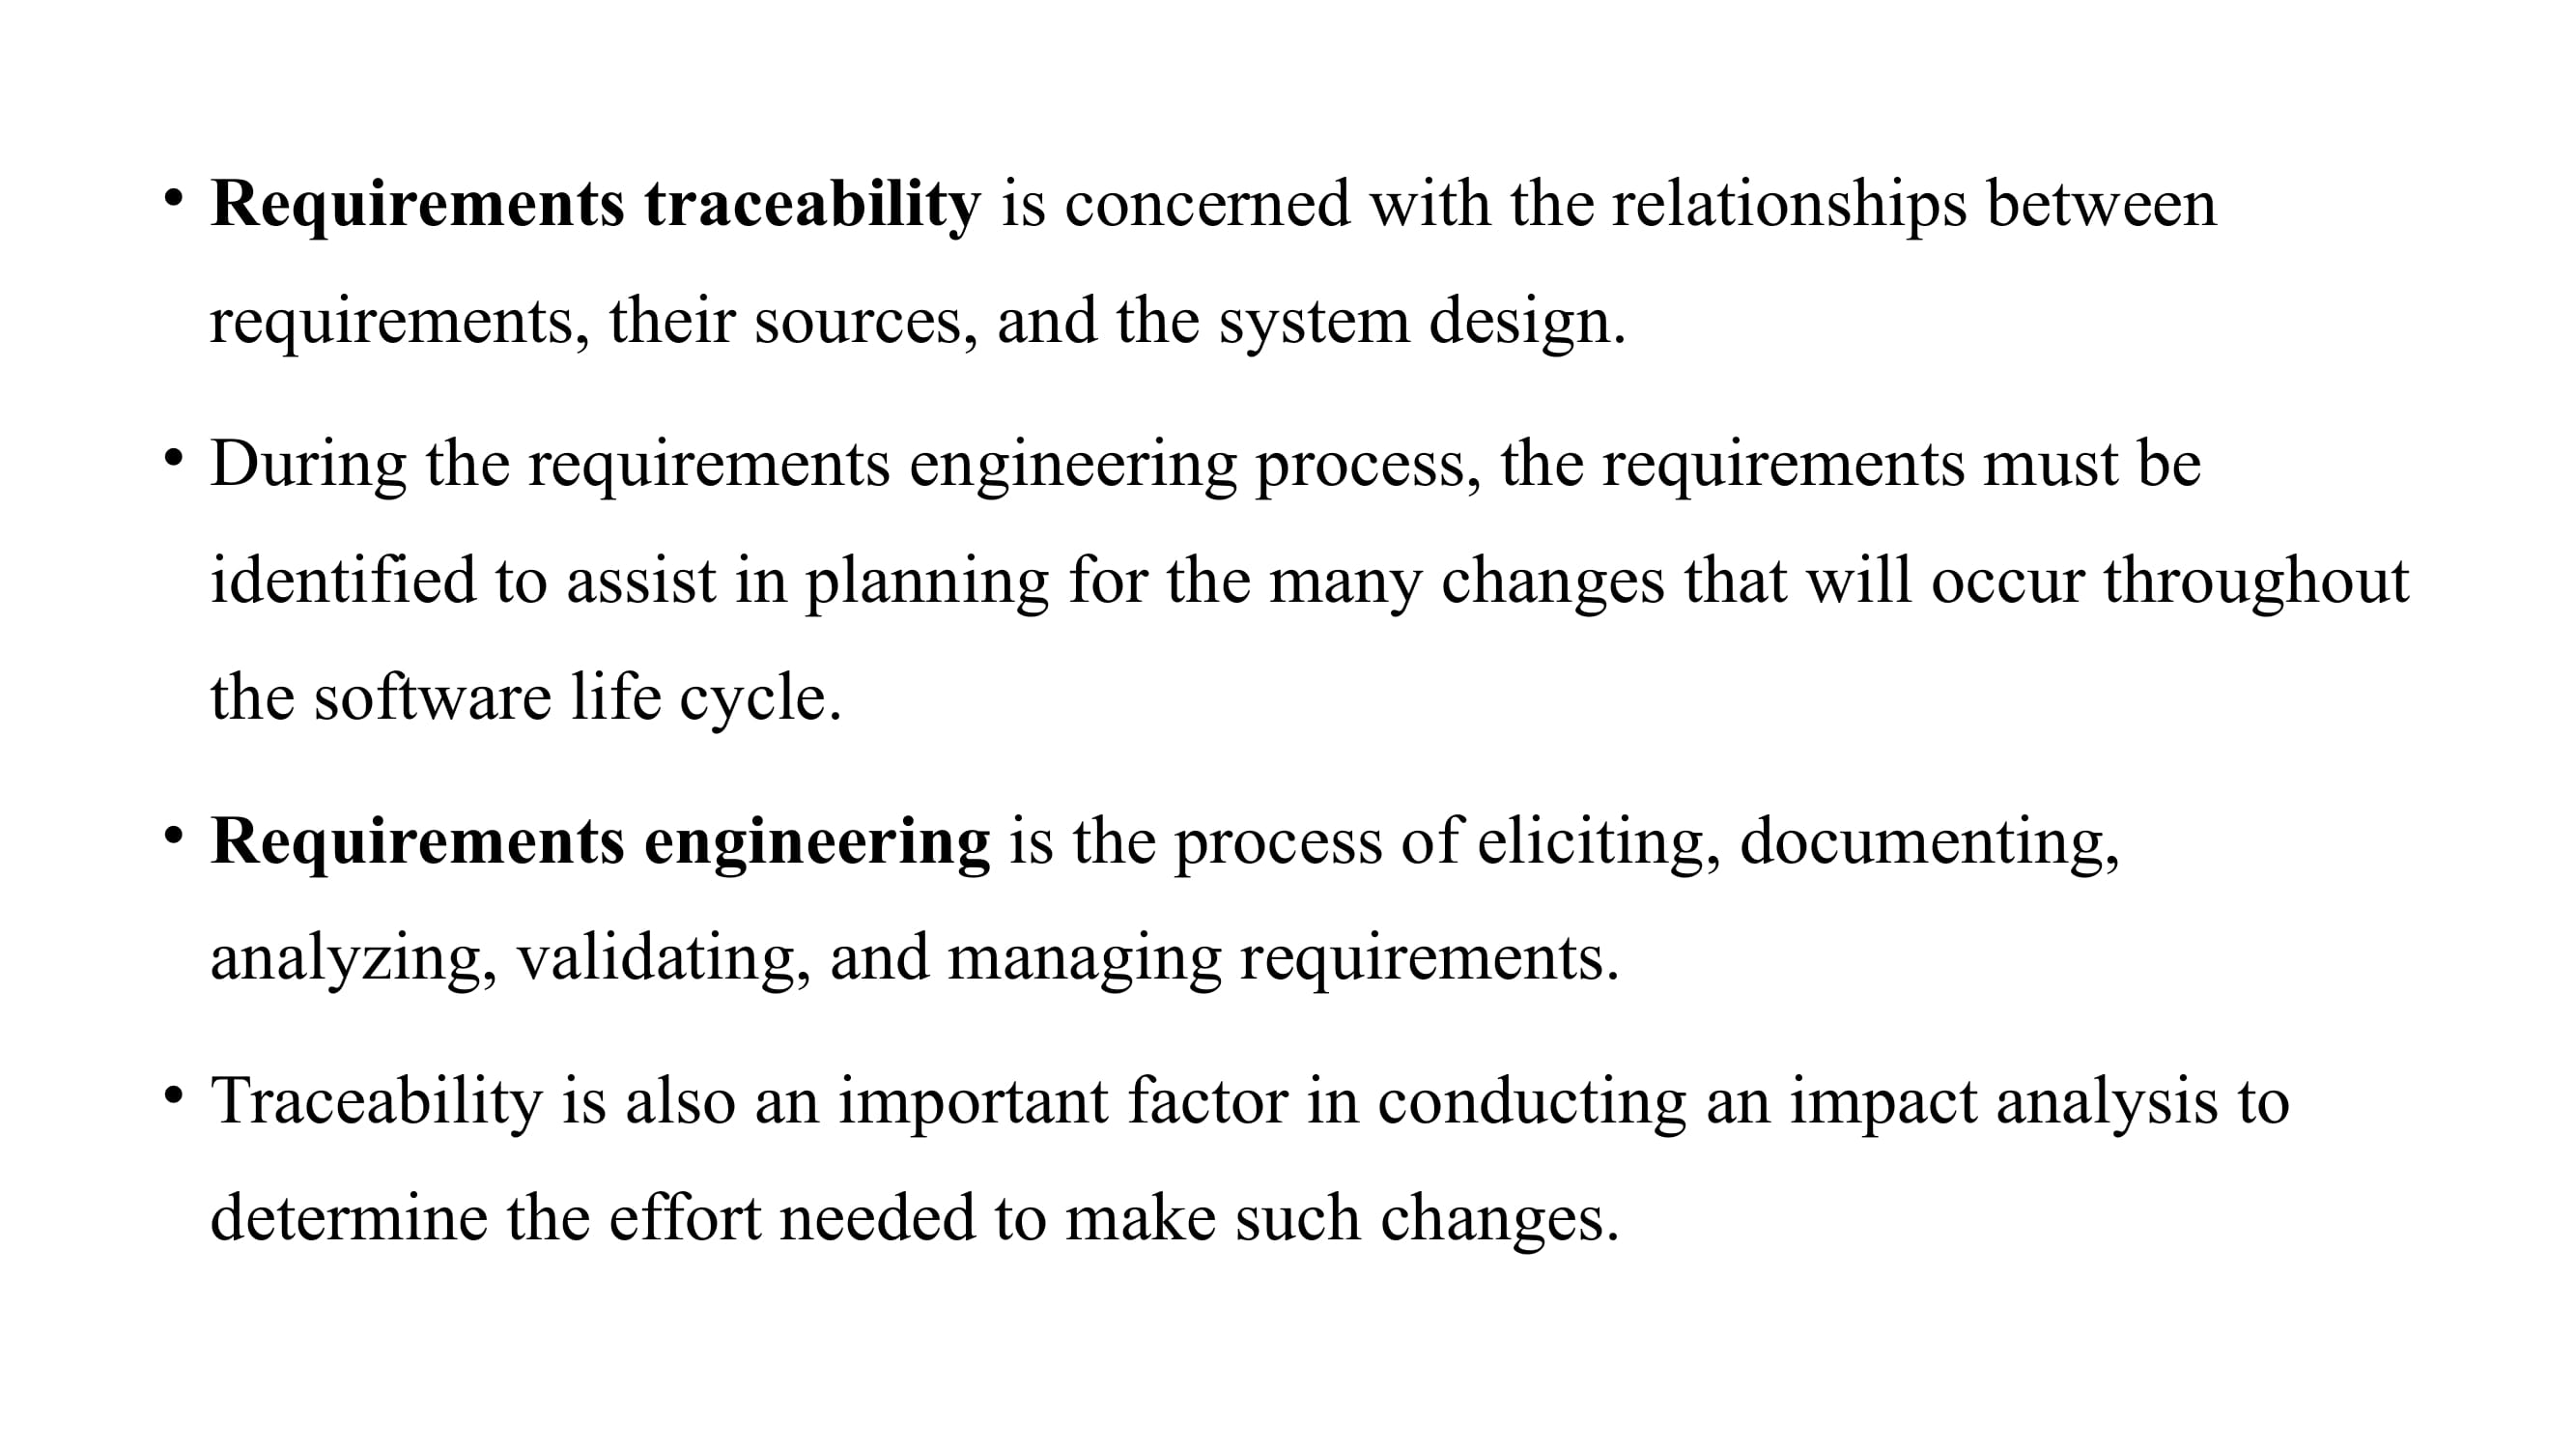 • Requirements traceability is concerned with the relationships between
requirements, their sources, and the system design.
• During the requirements engineering process, the requirements must be
identified to assist in planning for the many changes that will occur throughout
the software life cycle.
• Requirements engineering is the process of eliciting, documenting,
analyzing, validating, and managing requirements.
• Traceability is also an important factor in conducting an impact analysis to
determine the effort needed to make such changes.